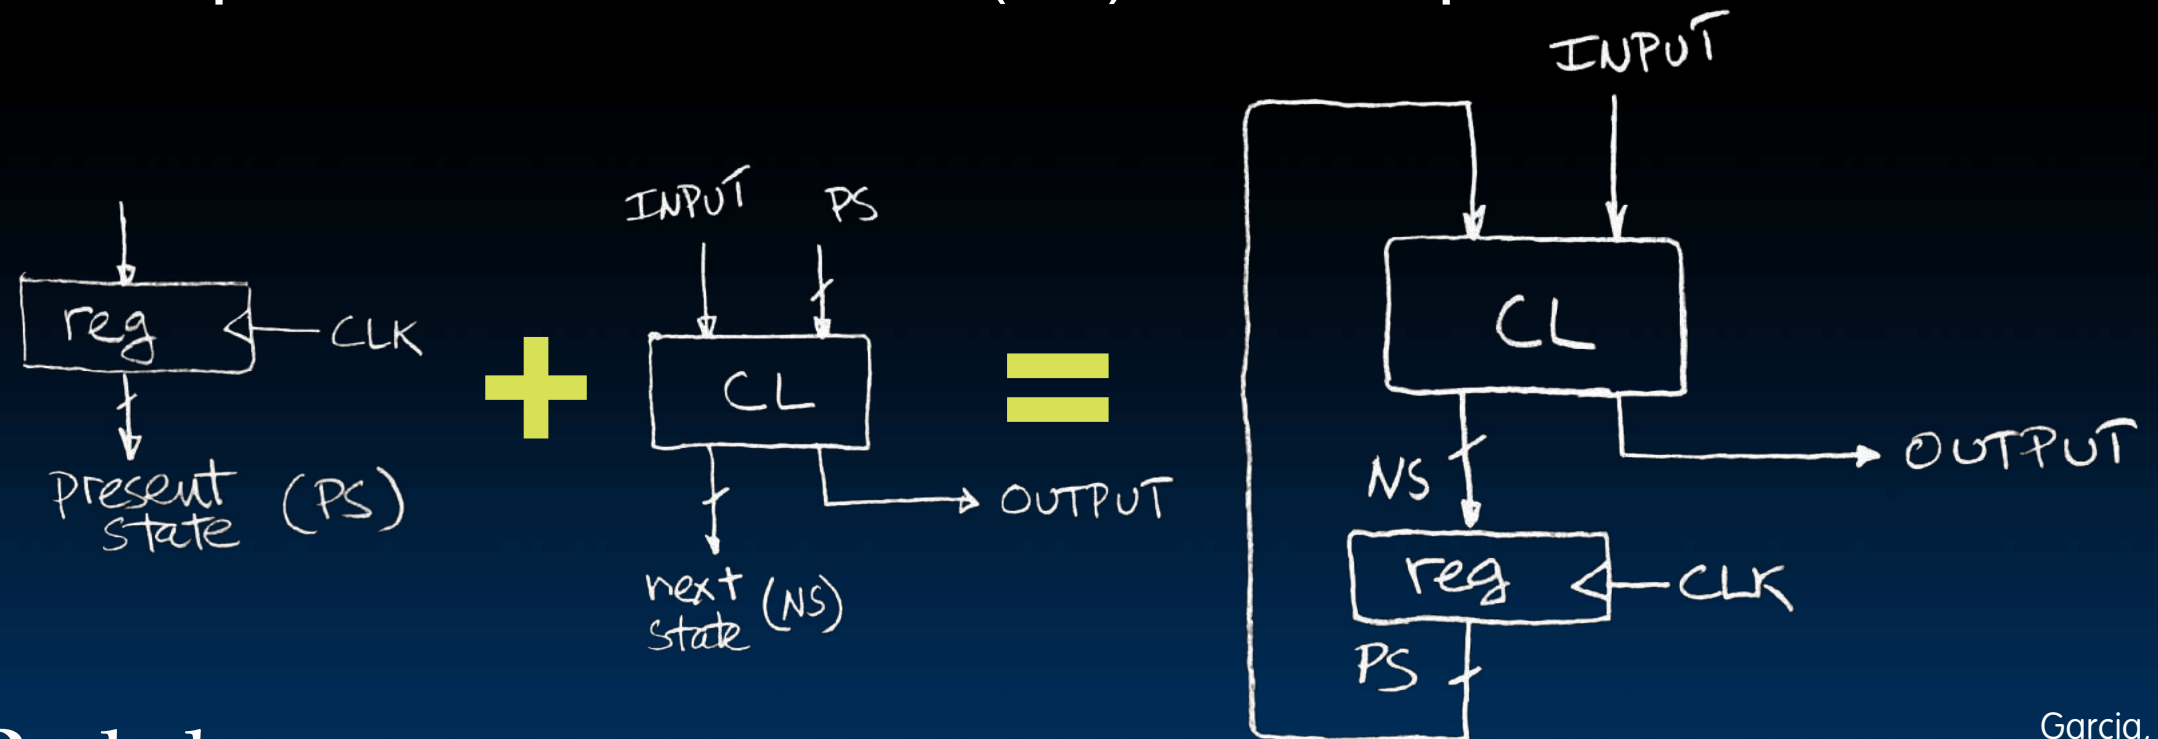 INPUT
INPUT PS
reg CLK
CL
CL
+
=
OUTPUT
NS
present
state (PS)
OUTPUT
next
state (NS)
reg CLK
PS
Garcia,